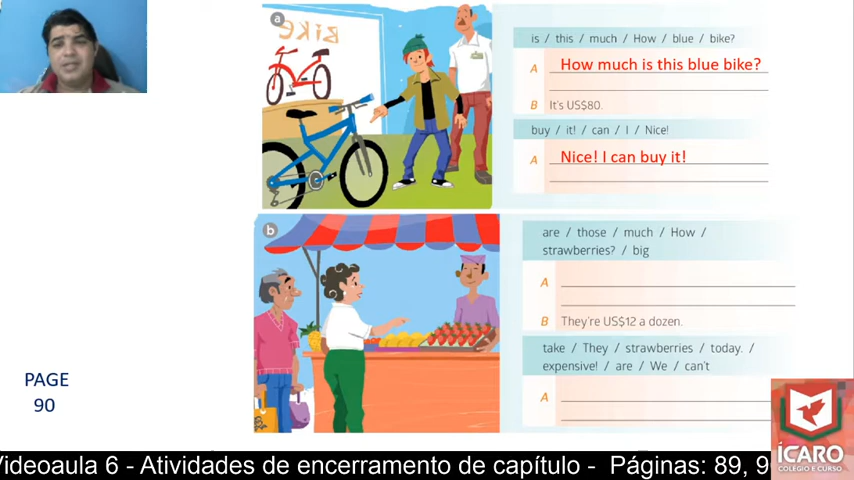 BIKE
is / this / much / How / blue / bike?
A How much is this blue bike?
B It's US$80.
buy / it! / can / I / Nice!
A Nice! I can buy it!
a
b
are / those / much / How /
strawberries? / big
A
B They're US$12 a dozen.
take / They / strawberries / today. /
expensive! / are / We / can't
A
PAGE
90
Videoaula 6 - Atividades de encerramento de capítulo - Páginas: 89, 9
ÍCARO
COLÉGIO E CURSO